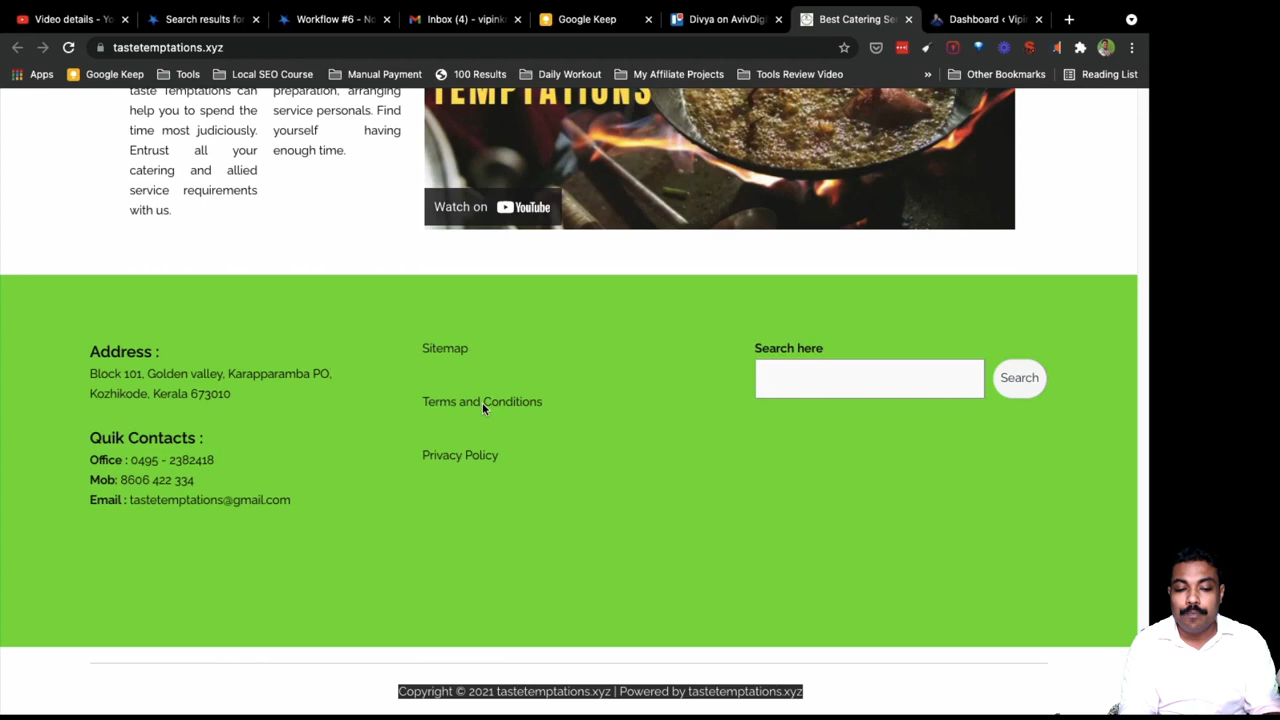 Video details - Yo
Search results for
Workflow #6 - No
Inbox (4) - vipink
Google Keep
Divya on AvivDigi
Best Catering Ser
Dashboard ‹ Vipi
tastetemptations.xyz
Apps
Google Keep
Tools
Local SEO Course
Manual Payment
100 Results
Daily Workout
My Affiliate Projects
Tools Review Video
»
Other Bookmarks
Reading List
taste Temptations can
help you to spend the
time most judiciously.
Entrust all your
catering and allied
service requirements
with us.
preparation, arranging
service personals. Find
yourself having
enough time.
TEMPTATIONS
Watch on YouTube
Address :
Block 101, Golden valley, Karapparamba PO,
Kozhikode, Kerala 673010
Quik Contacts :
Office : 0495 - 2382418
Mob: 8606 422 334
Email : tastetemptations@gmail.com
Sitemap
Terms and Conditions
Privacy Policy
Search here
Search
Copyright © 2021 tastetemptations.xyz | Powered by tastetemptations.xyz